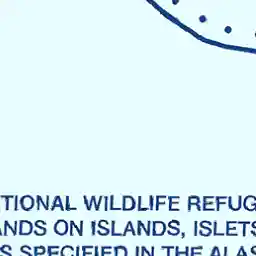 TIONAL WILDLIFE REFUG
ANDS ON ISLANDS, ISLETS
S SPECIFIED IN THE ALAS